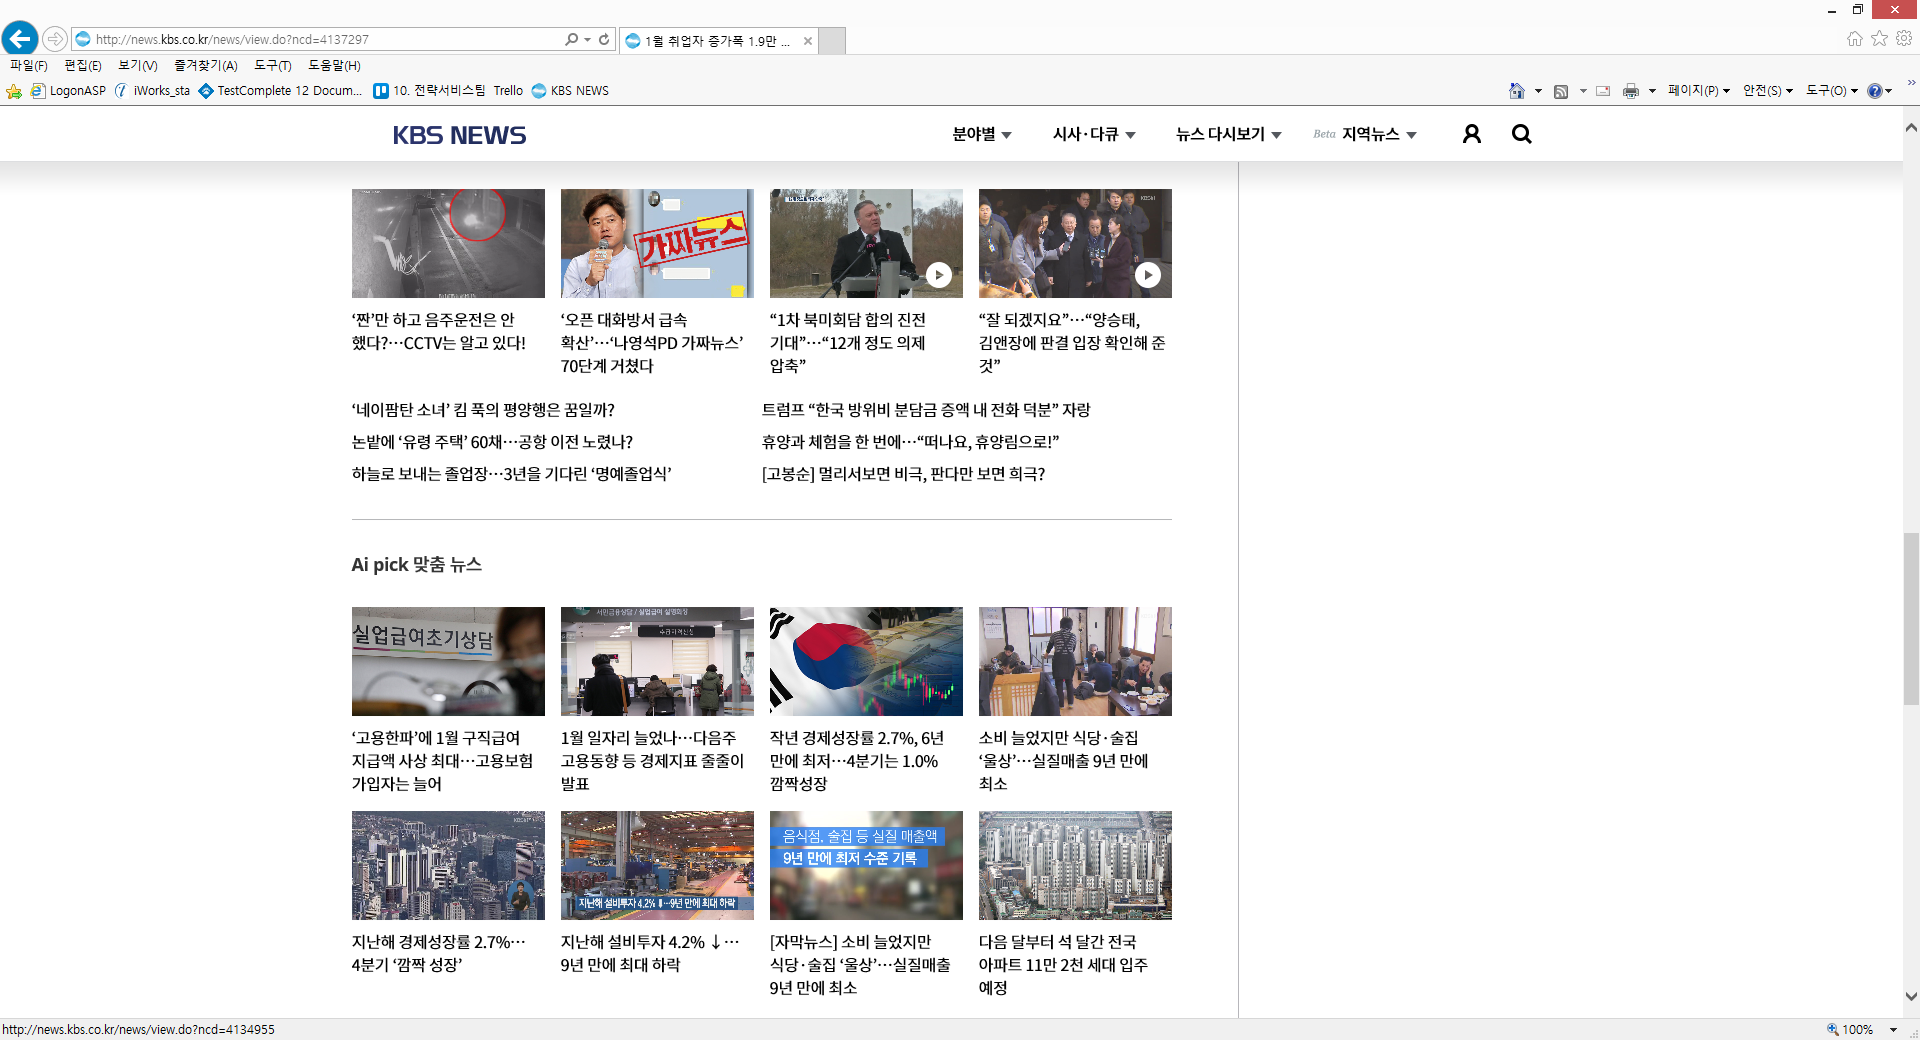 http://news.kbs.co.kr/news/view.do?ncd=4137297
1월 취업자 증가폭 1.9만 ...
파일(F) 편집(E) 보기(V) 즐겨찾기(A) 도구(T) 도움말(H)
LogonASP iWorks_sta TestComplete 12 Docum... 10. 전략서비스팀 Trello KBS NEWS
페이지(P) 안전(S) 도구(O)
KBS NEWS
분야별 시사·다큐 뉴스 다시보기 Beta 지역뉴스
가짜뉴스
‘짠’만 하고 음주운전은 안
했다?…CCTV는 알고 있다!
‘오픈 대화방서 급속
확산’…‘나영석PD 가짜뉴스’
70단계 거쳤다
“1차 북미회담 합의 진전
기대”…“12개 정도 의제
압축”
“잘 되겠지요”…“양승태,
김앤장에 판결 입장 확인해 준
것”
‘네이팜탄 소녀’ 킴 푹의 평양행은 꿈일까?
트럼프 “한국 방위비 분담금 증액 내 전화 덕분” 자랑
논밭에 ‘유령 주택’ 60채…공항 이전 노렸나?
휴양과 체험을 한 번에…“떠나요, 휴양림으로!”
하늘로 보내는 졸업장…3년을 기다린 ‘명예졸업식’
[고봉순] 멀리서보면 비극, 판다만 보면 희극?
Ai pick 맞춤 뉴스
실업급여초기상담
‘고용한파’에 1월 구직급여
지급액 사상 최대…고용보험
가입자는 늘어
1월 일자리 늘었나…다음주
고용동향 등 경제지표 줄줄이
발표
작년 경제성장률 2.7%, 6년
만에 최저…4분기는 1.0%
깜짝성장
소비 늘었지만 식당·술집
‘울상’…실질매출 9년 만에
최소
지난해 설비투자 4.2%⬇…9년 만에 최대 하락
음식점. 술집 등 실질 매출액
9년 만에 최저 수준 기록
지난해 경제성장률 2.7%…
4분기 ‘깜짝 성장’
지난해 설비투자 4.2% ↓…
9년 만에 최대 하락
[자막뉴스] 소비 늘었지만
식당·술집 ‘울상’…실질매출
9년 만에 최소
다음 달부터 석 달간 전국
아파트 11만 2천 세대 입주
예정
http://news.kbs.co.kr/news/view.do?ncd=4134955
100%